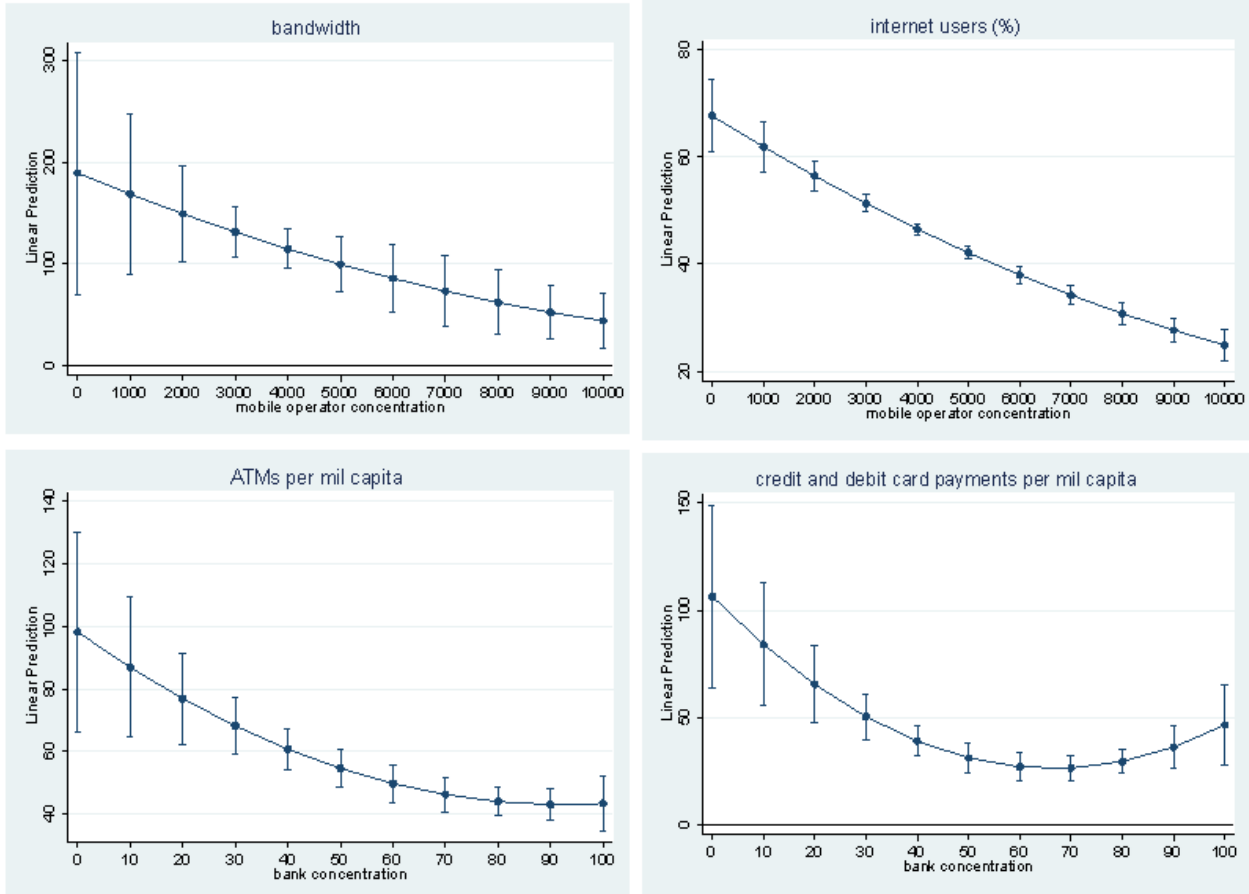 bandwidth
Linear Prediction
300
200
100
0
0 1000 2000 3000 4000 5000 6000 7000 8000 9000 10000
mobile operator concentration
internet users (%)
Linear Prediction
80
60
40
20
0 1000 2000 3000 4000 5000 6000 7000 8000 9000 10000
mobile operator concentration
ATMs per mil capita
Linear Prediction
140
120
100
80
60
40
0 10 20 30 40 50 60 70 80 90 100
bank concentration
credit and debit card payments per mil capita
Linear Prediction
150
100
50
0
0 10 20 30 40 50 60 70 80 90 100
bank concentration